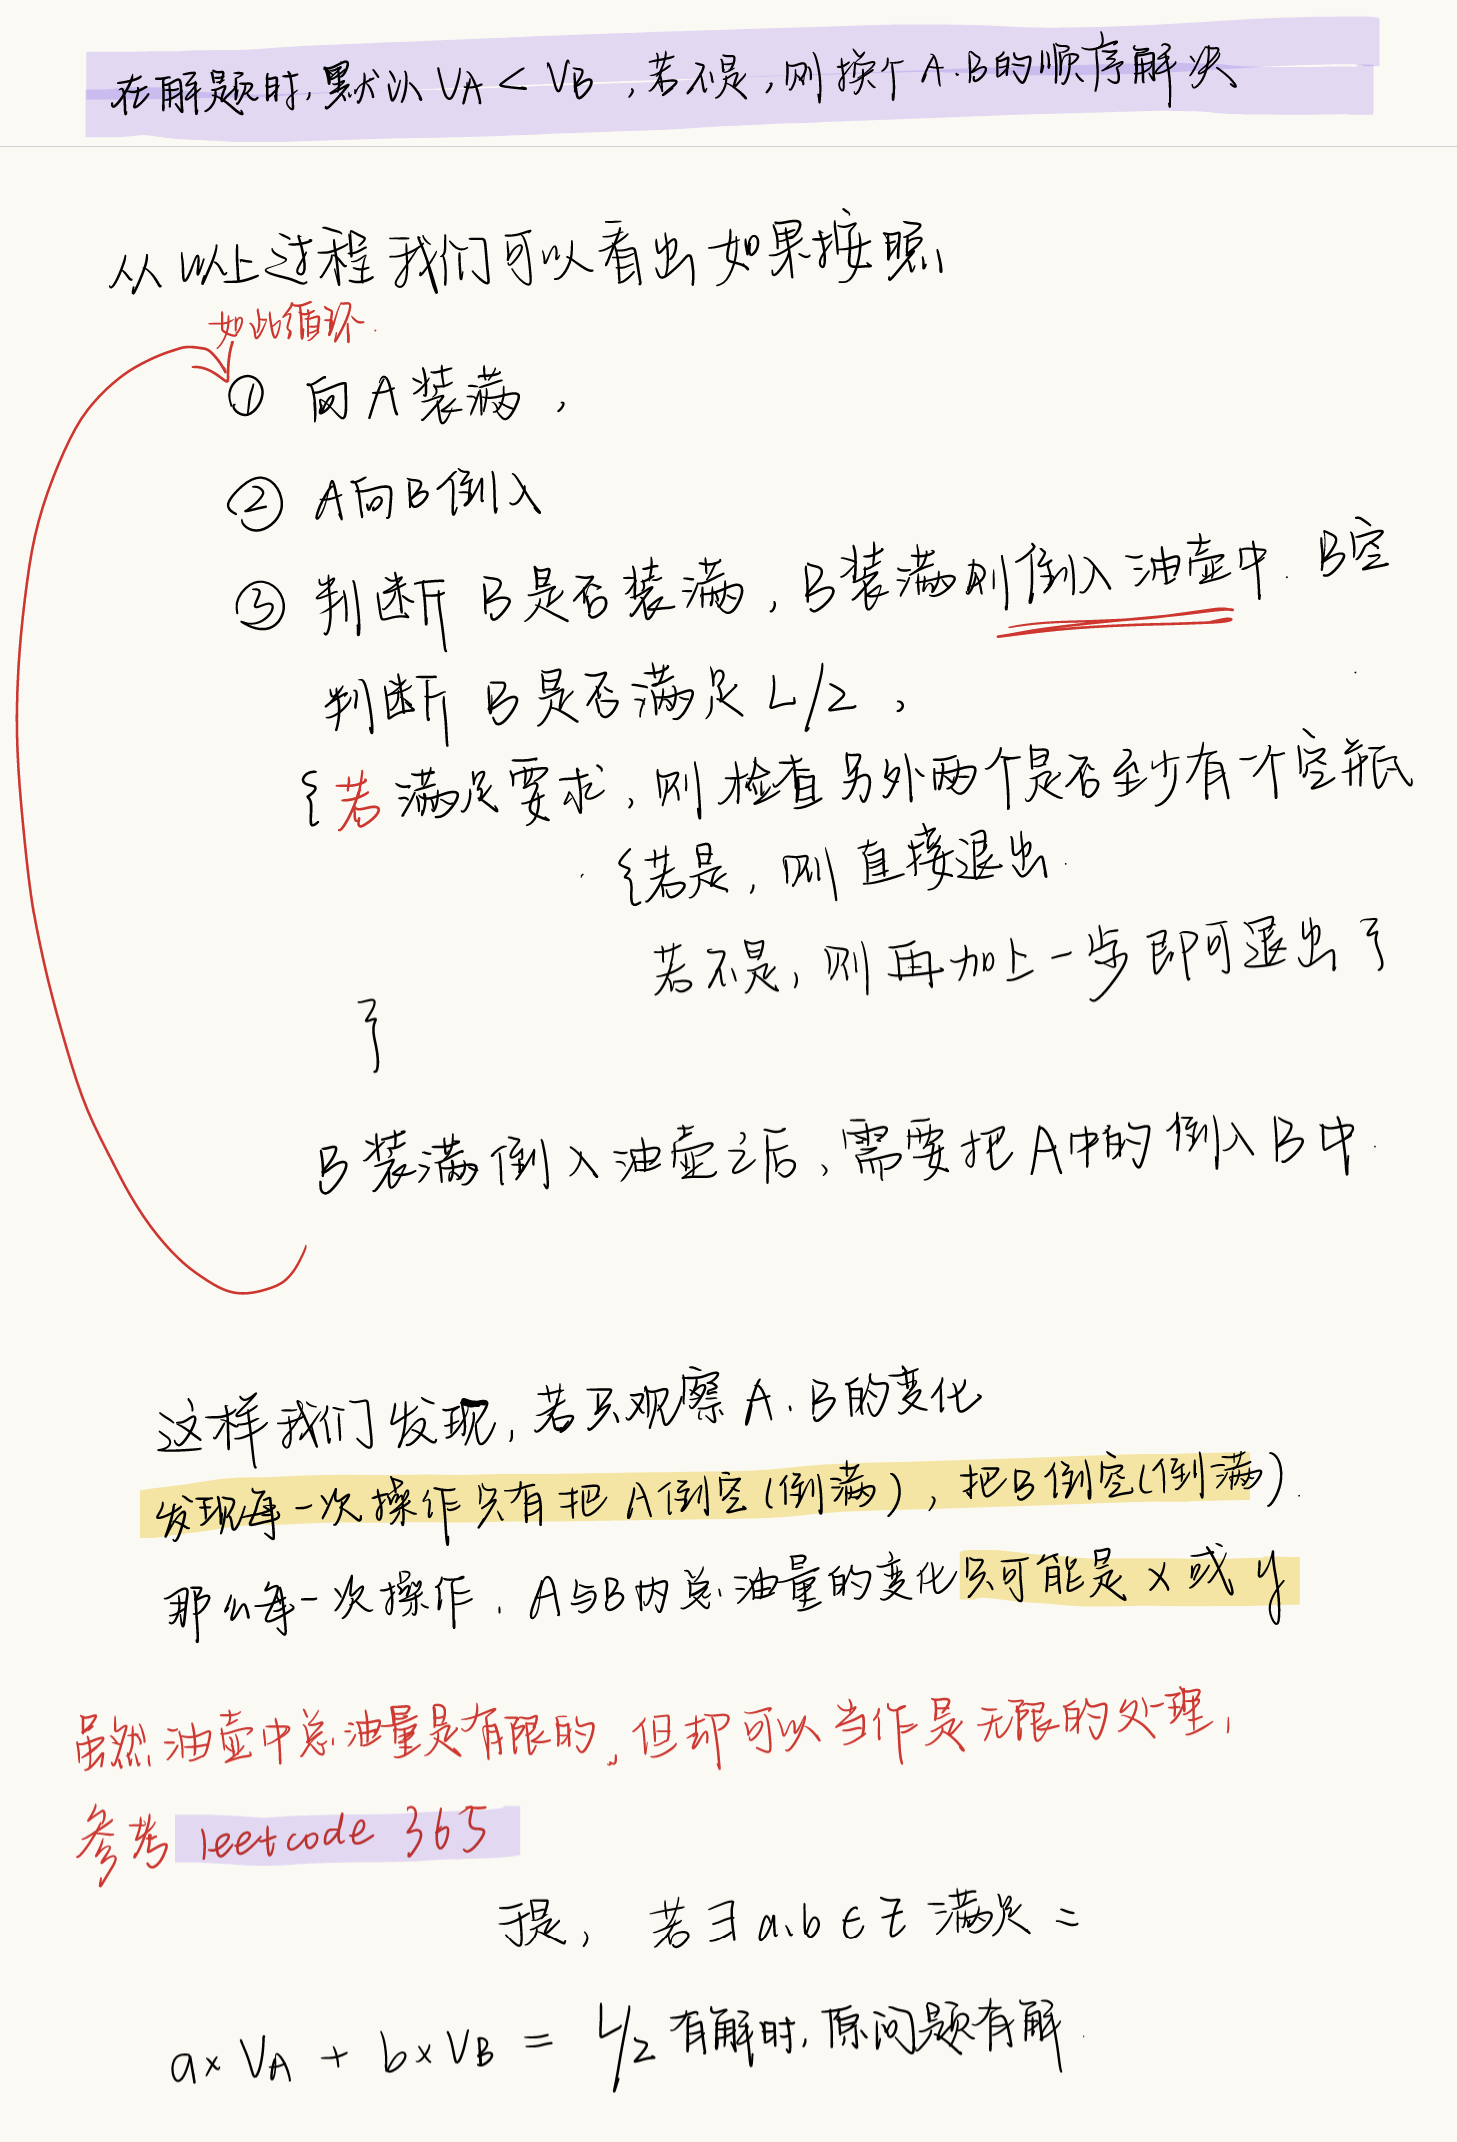 在解题时,默认 VA < VB ,若不是,则换个A.B的顺序解决
从以上过程我们可以看出如果按照
如此循环.
① 向A装满,
② A向B倒入
③ 判断 B是否装满,B装满则倒入油壶中. B空
判断 B是否满足 L/2 ,
{若满足要求,则检查另外两个是否至少有一个空瓶
{若是,则直接退出.
若不是,则再加上一步即可退出}
}
B装满倒入油壶之后,需要把A中的倒入B中.
这样我们发现,若只观察A.B的变化
发现每一次操作只有把A倒空(倒满),把B倒空(倒满).
那么每一次操作.A与B内总油量的变化只可能是 x 或 y
虽然油壶中总油量是有限的,但却可以当作是无限的处理,
参考 leetcode 365
于是,若∃a.b∈Z 满足=
a×VA + b×VB = L/2 有解时,原问题有解.